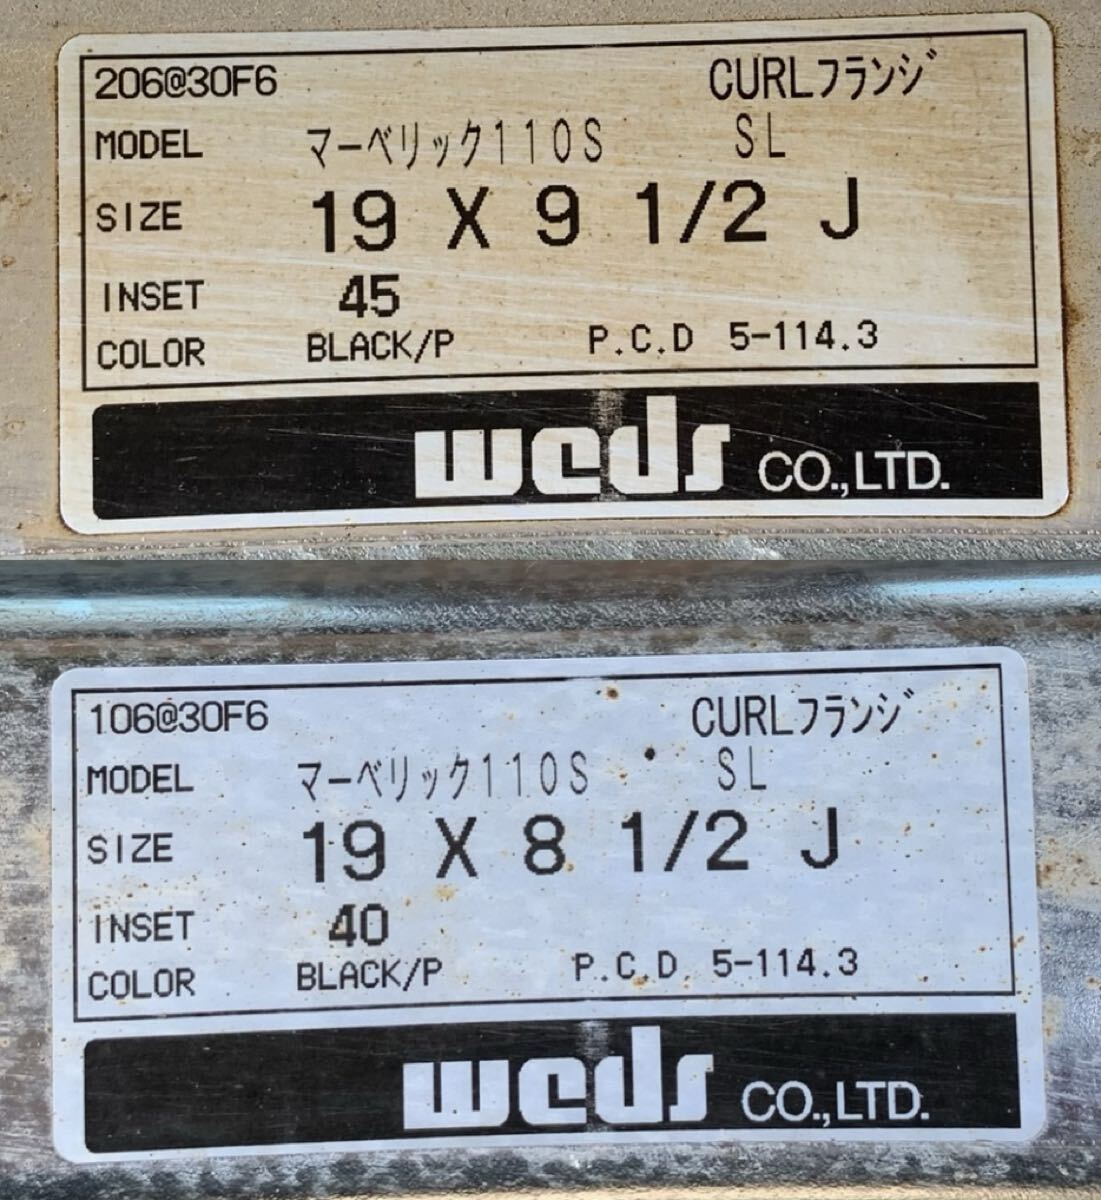 206@30F6 CURLフランジ
MODEL マーベリック110S SL
SIZE 19 X 9 1/2 J
INSET 45
COLOR BLACK/P P.C.D 5-114.3
weds CO.,LTD.
106@30F6 CURLフランジ
MODEL マーベリック110S SL
SIZE 19 X 8 1/2 J
INSET 40
COLOR BLACK/P P.C.D 5-114.3
weds CO.,LTD.